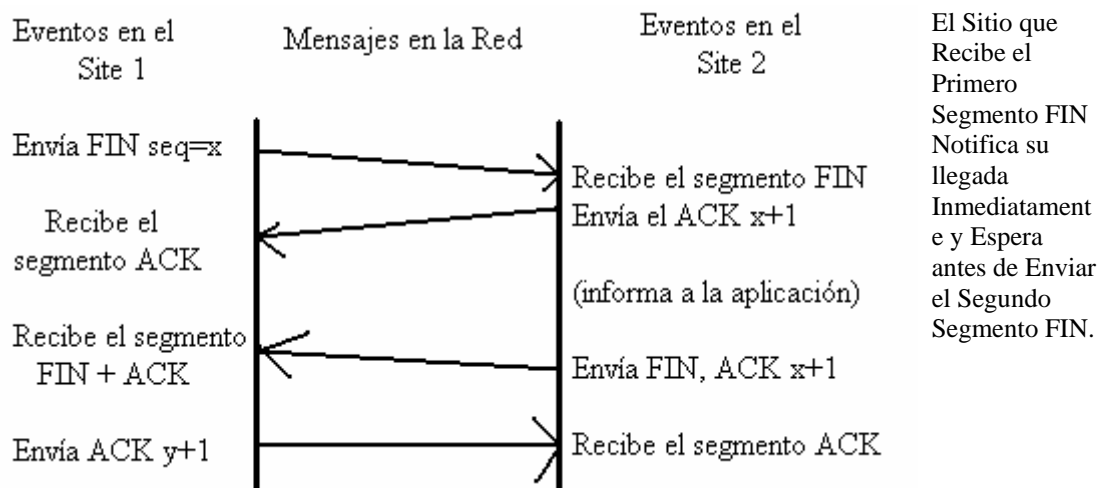 Eventos en el
Site 1
Mensajes en la Red
Eventos en el
Site 2
Envía FIN seq=x
Recibe el segmento FIN
Envía el ACK x+1
Recibe el
segmento ACK
(informa a la aplicación)
Recibe el segmento
FIN + ACK
Envía FIN, ACK x+1
Envía ACK y+1
Recibe el segmento ACK
El Sitio que
Recibe el
Primero
Segmento FIN
Notifica su
llegada
Inmediatament
e y Espera
antes de Enviar
el Segundo
Segmento FIN.